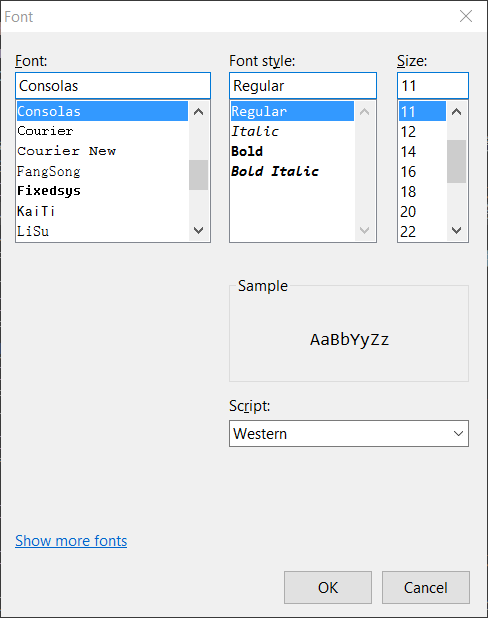 Font
Font:
Consolas
Consolas
Courier
Courier New
FangSong
Fixedsys
KaiTi
LiSu
Font style:
Regular
Regular
Italic
Bold
Bold Italic
Size:
11
11
12
14
16
18
20
22
Sample
AaBbYyZz
Script:
Western
Show more fonts
OK
Cancel